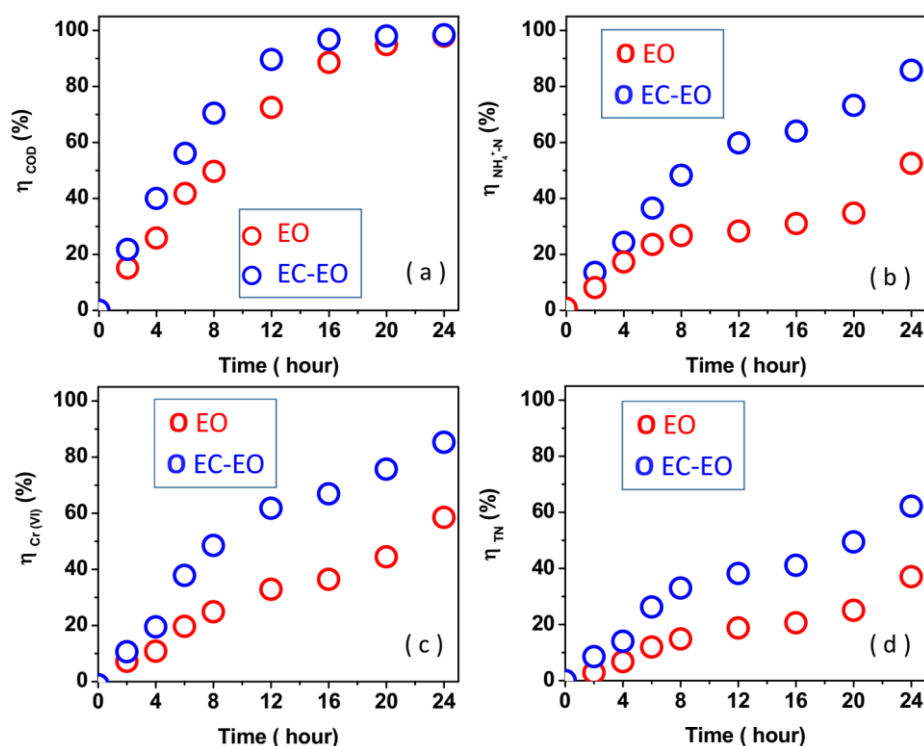 100
80
60
40
20
0
η COD (%)
EO
EC-EO
( a )
0 4 8 12 16 20 24
Time ( hour)
100
80
60
40
20
0
η NH₄⁺-N (%)
EO
EC-EO
( b )
0 4 8 12 16 20 24
Time ( hour)
100
80
60
40
20
0
η Cr (VI) (%)
EO
EC-EO
( c )
0 4 8 12 16 20 24
Time ( hour)
100
80
60
40
20
0
η TN (%)
EO
EC-EO
( d )
0 4 8 12 16 20 24
Time ( hour)